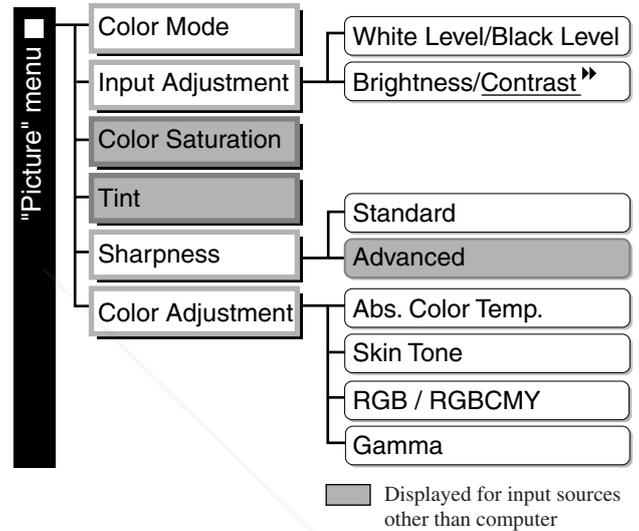 "Picture" menu
Color Mode
Input Adjustment
White Level/Black Level
Brightness/Contrast
Color Saturation
Tint
Sharpness
Standard
Advanced
Color Adjustment
Abs. Color Temp.
Skin Tone
RGB / RGBCMY
Gamma
Displayed for input sources
other than computer